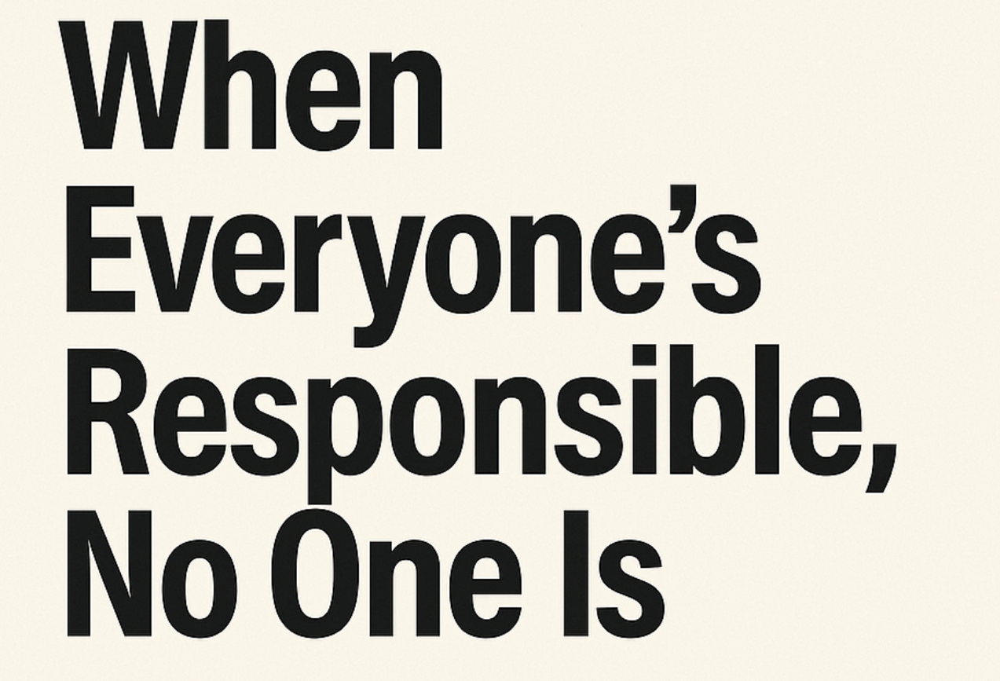 When
Everyone’s
Responsible,
No One Is